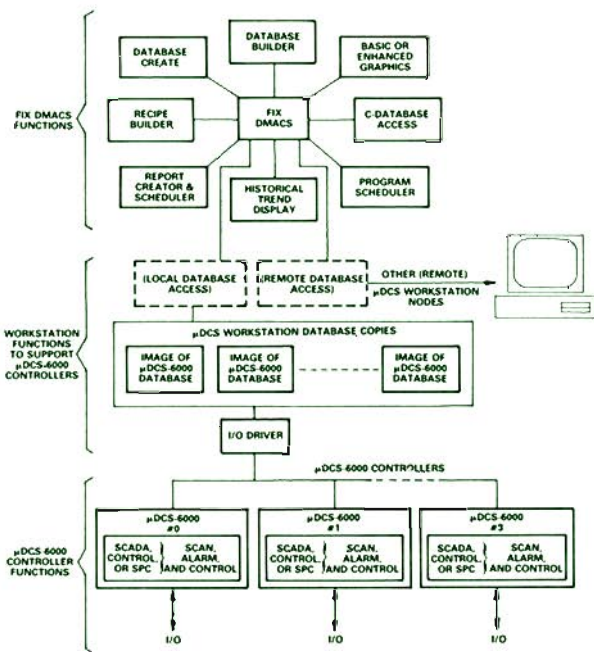 FIX DMACS
FUNCTIONS
DATABASE
CREATE
DATABASE
BUILDER
BASIC OR
ENHANCED
GRAPHICS
RECIPE
BUILDER
FIX
DMACS
C-DATABASE
ACCESS
REPORT
CREATOR &
SCHEDULER
HISTORICAL
TREND
DISPLAY
PROGRAM
SCHEDULER
WORKSTATION
FUNCTIONS
TO SUPPORT
µDCS-6000
CONTROLLERS
(LOCAL DATABASE
ACCESS)
(REMOTE DATABASE
ACCESS)
OTHER (REMOTE)
µDCS WORKSTATION
NODES
µDCS WORKSTATION DATABASE COPIES
IMAGE OF
µDCS-6000
DATABASE
IMAGE OF
µDCS-6000
DATABASE
IMAGE OF
µDCS-6000
DATABASE
I/O DRIVER
µDCS-6000 CONTROLLERS
µDCS-6000
CONTROLLER
FUNCTIONS
µDCS-6000
#0
SCADA,
CONTROL,
OR SPC
SCAN,
ALARM,
AND CONTROL
I/O
µDCS-6000
#1
SCADA,
CONTROL,
OR SPC
SCAN,
ALARM,
AND CONTROL
I/O
µDCS-6000
#3
SCADA,
CONTROL,
OR SPC
SCAN,
ALARM,
AND CONTROL
I/O